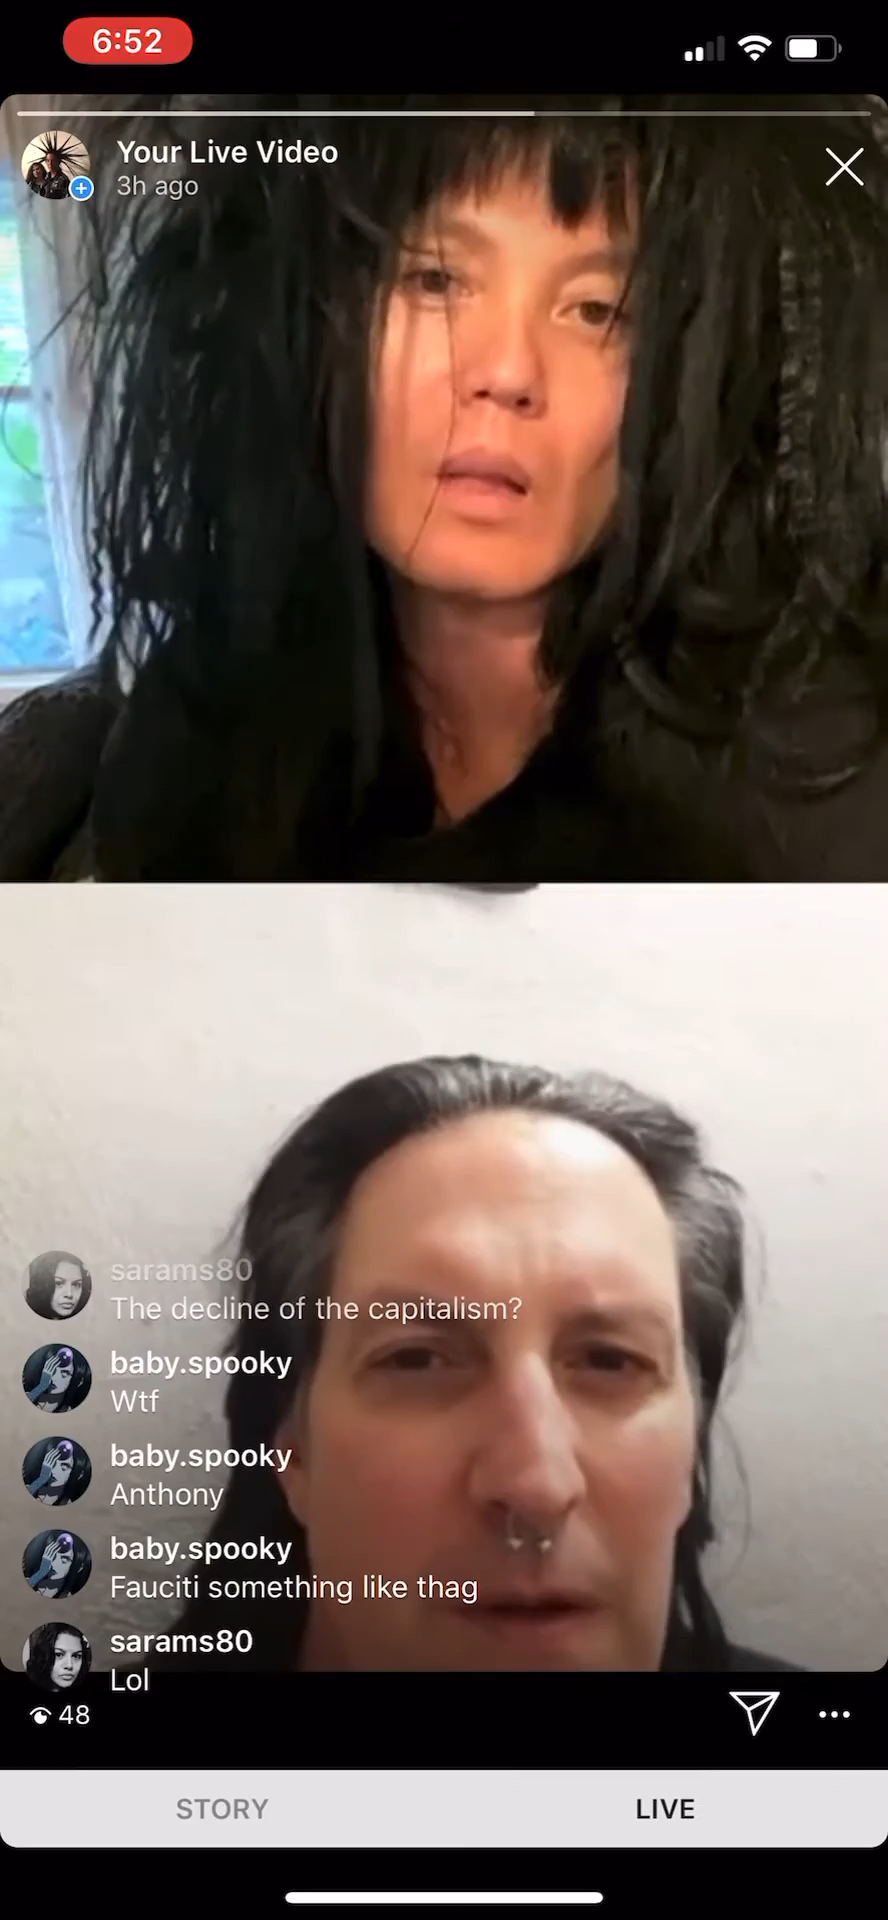 6:52
Your Live Video
3h ago
sarams80
The decline of the capitalism?
baby.spooky
Wtf
baby.spooky
Anthony
baby.spooky
Fauciti something like thag
sarams80
Lol
48
STORY
LIVE